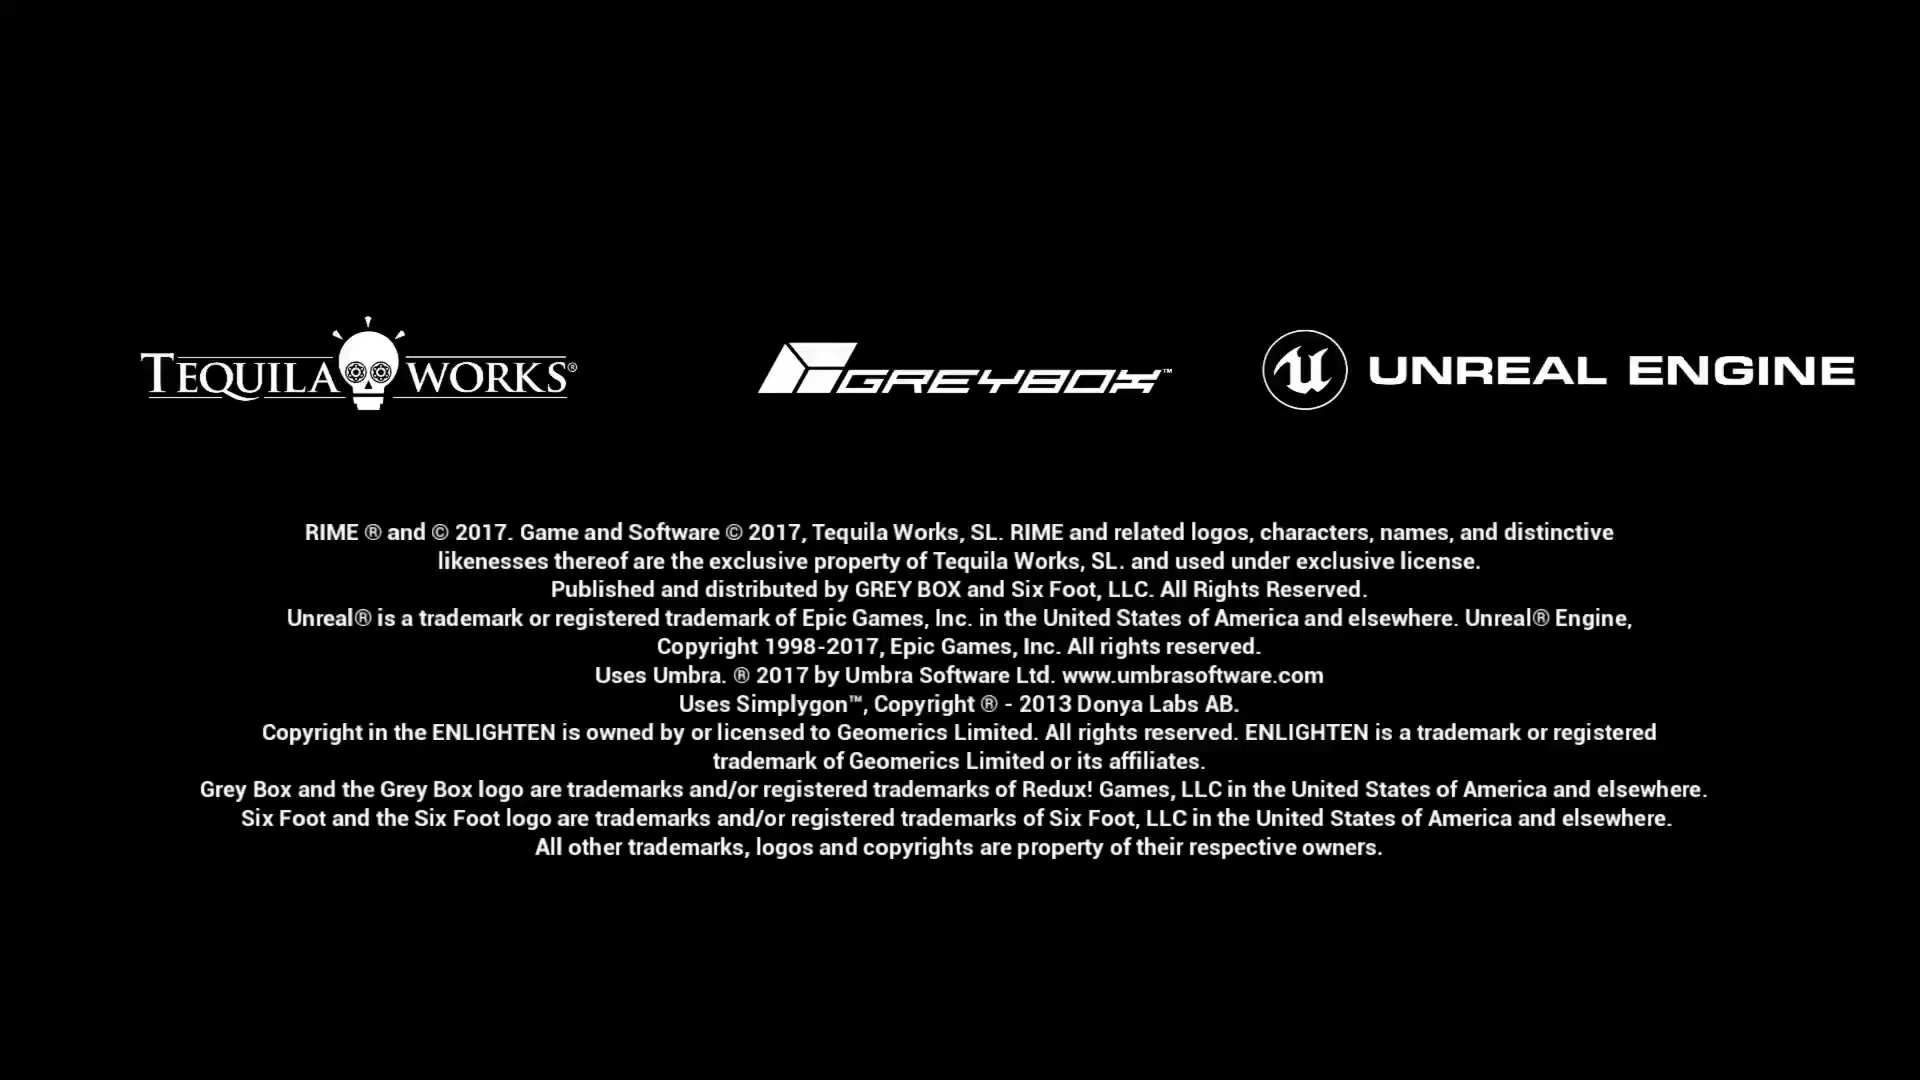 TEQUILA WORKS®
GREYBOX™
UNREAL ENGINE
RIME ® and © 2017. Game and Software © 2017, Tequila Works, SL. RIME and related logos, characters, names, and distinctive
likenesses thereof are the exclusive property of Tequila Works, SL. and used under exclusive license.
Published and distributed by GREY BOX and Six Foot, LLC. All Rights Reserved.
Unreal® is a trademark or registered trademark of Epic Games, Inc. in the United States of America and elsewhere. Unreal® Engine,
Copyright 1998-2017, Epic Games, Inc. All rights reserved.
Uses Umbra. ® 2017 by Umbra Software Ltd. www.umbrasoftware.com
Uses Simplygon™, Copyright ® - 2013 Donya Labs AB.
Copyright in the ENLIGHTEN is owned by or licensed to Geomerics Limited. All rights reserved. ENLIGHTEN is a trademark or registered
trademark of Geomerics Limited or its affiliates.
Grey Box and the Grey Box logo are trademarks and/or registered trademarks of Redux! Games, LLC in the United States of America and elsewhere.
Six Foot and the Six Foot logo are trademarks and/or registered trademarks of Six Foot, LLC in the United States of America and elsewhere.
All other trademarks, logos and copyrights are property of their respective owners.